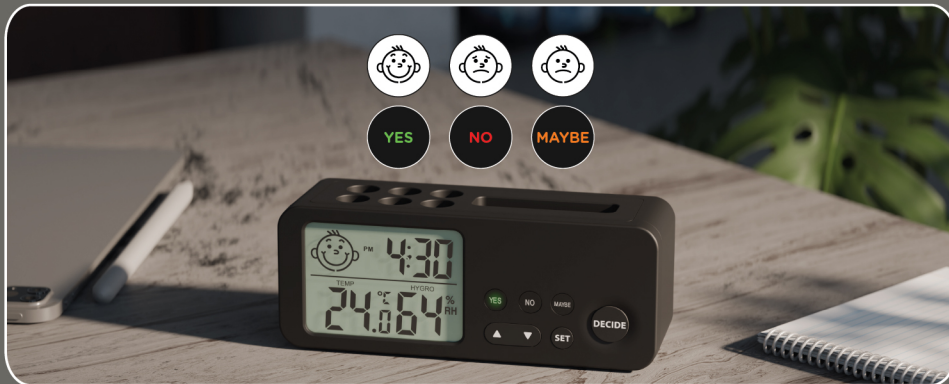 YES NO MAYBE
PM 4:30
TEMP HYGRO
24.0 °C 64 % RH
YES NO MAYBE
DECIDE
▲ ▼ SET